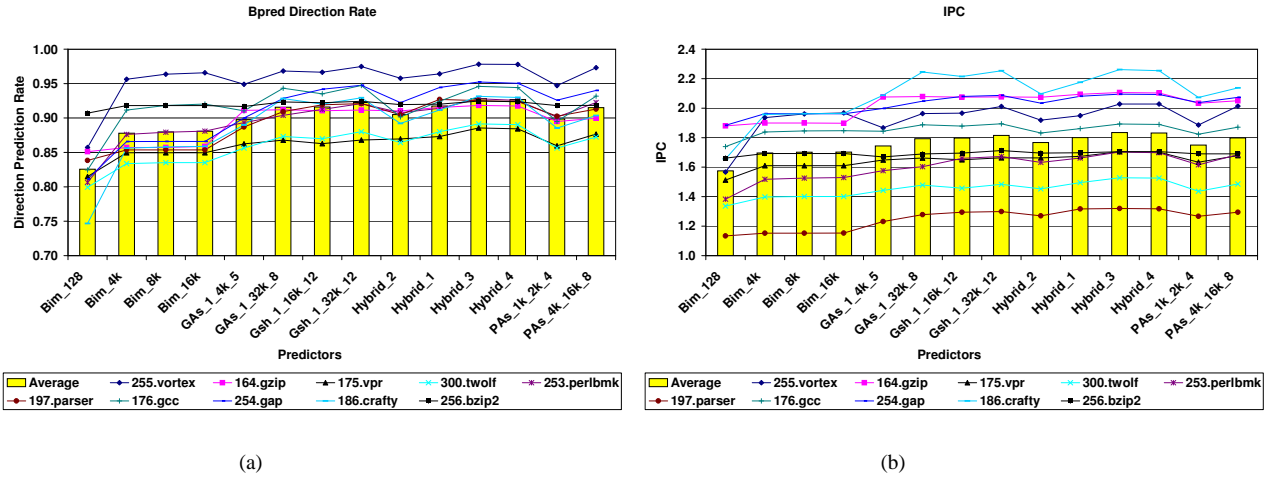 Bpred Direction Rate
Direction Prediction Rate
1.00
0.95
0.90
0.85
0.80
0.75
0.70
Bim_128
Bim_4k
Bim_8k
Bim_16k
GAs_1_4k_5
GAs_1_32k_8
Gsh_1_16k_12
Gsh_1_32k_12
Hybrid_2
Hybrid_1
Hybrid_3
Hybrid_4
PAs_1k_2k_4
PAs_4k_16k_8
Predictors
Average 255.vortex 164.gzip 175.vpr 300.twolf 253.perlbmk
197.parser 176.gcc 254.gap 186.crafty 256.bzip2
(a)
IPC
IPC
2.4
2.2
2.0
1.8
1.6
1.4
1.2
1.0
Bim_128
Bim_4k
Bim_8k
Bim_16k
GAs_1_4k_5
GAs_1_32k_8
Gsh_1_16k_12
Gsh_1_32k_12
Hybrid_2
Hybrid_1
Hybrid_3
Hybrid_4
PAs_1k_2k_4
PAs_4k_16k_8
Predictors
Average 255.vortex 164.gzip 175.vpr 300.twolf 253.perlbmk
197.parser 176.gcc 254.gap 186.crafty 256.bzip2
(b)